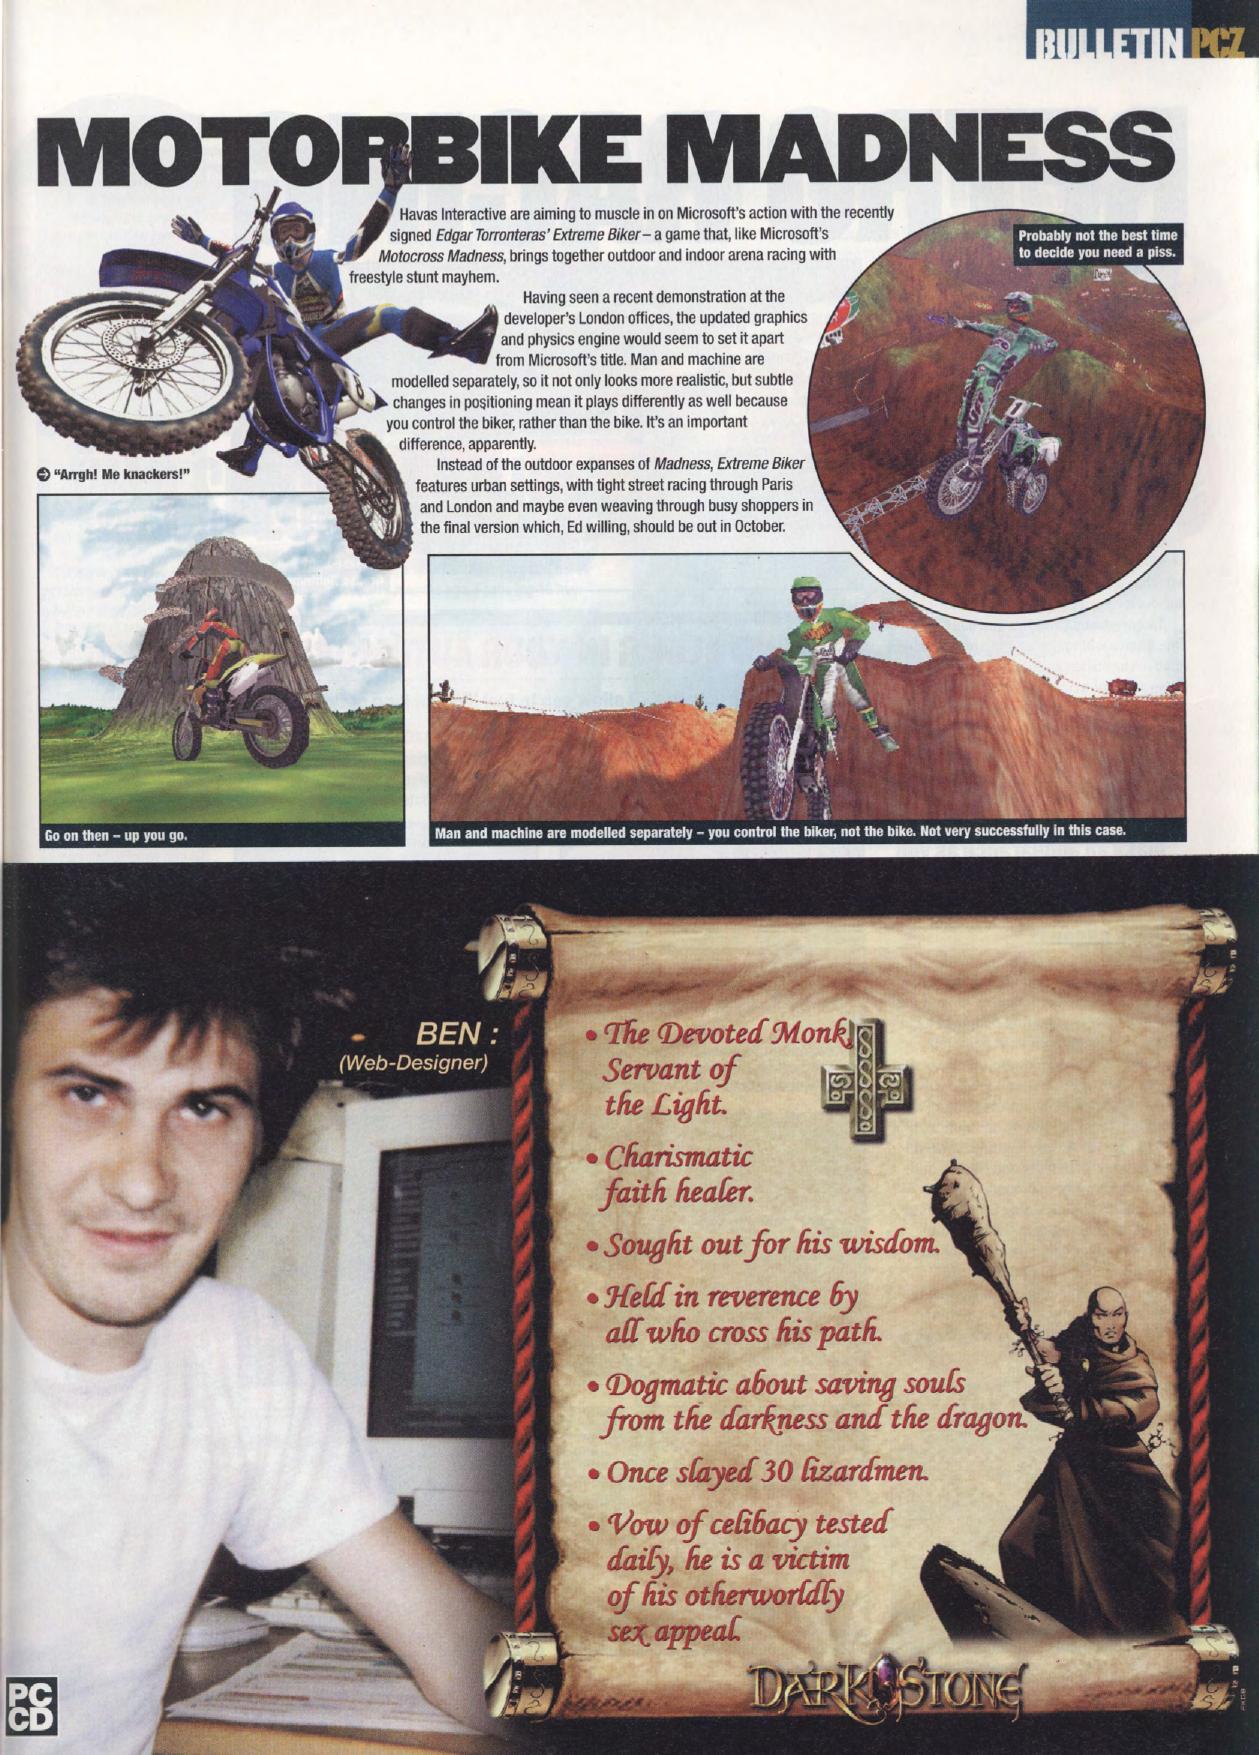 BULLETIN PCZ
MOTORBIKE MADNESS
Havas Interactive are aiming to muscle in on Microsoft's action with the recently
signed Edgar Torronteras' Extreme Biker – a game that, like Microsoft's
Motocross Madness, brings together outdoor and indoor arena racing with
freestyle stunt mayhem.
Having seen a recent demonstration at the
developer's London offices, the updated graphics
and physics engine would seem to set it apart
from Microsoft's title. Man and machine are
modelled separately, so it not only looks more realistic, but subtle
changes in positioning mean it plays differently as well because
you control the biker, rather than the bike. It's an important
difference, apparently.
Instead of the outdoor expanses of Madness, Extreme Biker
features urban settings, with tight street racing through Paris
and London and maybe even weaving through busy shoppers in
the final version which, Ed willing, should be out in October.
Probably not the best time
to decide you need a piss.
"Arrgh! Me knackers!"
Go on then – up you go.
Man and machine are modelled separately – you control the biker, not the bike. Not very successfully in this case.
BEN :
(Web-Designer)
• The Devoted Monk,
Servant of
the Light.
• Charismatic
faith healer.
• Sought out for his wisdom.
• Held in reverence by
all who cross his path.
• Dogmatic about saving souls
from the darkness and the dragon.
• Once slayed 30 lizardmen.
• Vow of celibacy tested
daily, he is a victim
of his otherworldly
sex appeal.
DARKSTONE
PC
CD